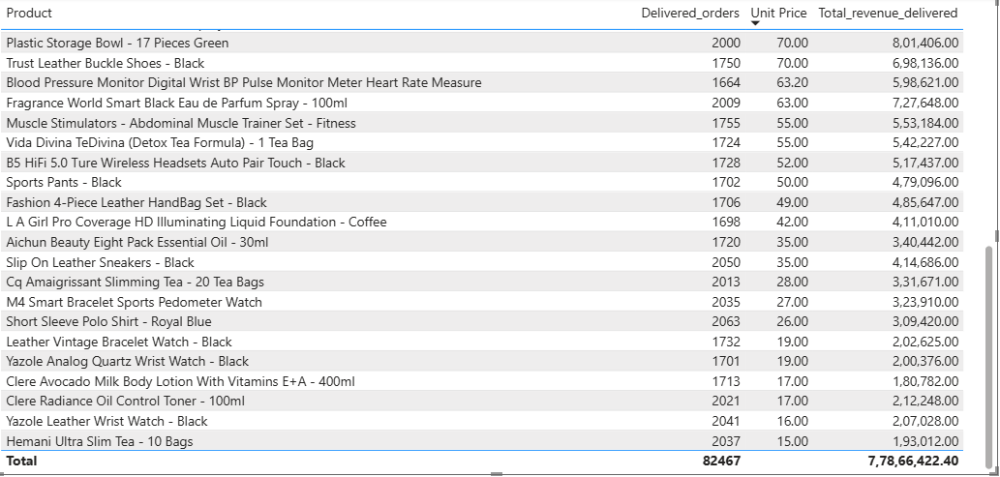 Product Delivered_orders Unit Price Total_revenue_delivered
Plastic Storage Bowl - 17 Pieces Green 2000 70.00 8,01,406.00
Trust Leather Buckle Shoes - Black 1750 70.00 6,98,136.00
Blood Pressure Monitor Digital Wrist BP Pulse Monitor Meter Heart Rate Measure 1664 63.20 5,98,621.00
Fragrance World Smart Black Eau de Parfum Spray - 100ml 2009 63.00 7,27,648.00
Muscle Stimulators - Abdominal Muscle Trainer Set - Fitness 1755 55.00 5,53,184.00
Vida Divina TeDivina (Detox Tea Formula) - 1 Tea Bag 1724 55.00 5,42,227.00
B5 HiFi 5.0 Ture Wireless Headsets Auto Pair Touch - Black 1728 52.00 5,17,437.00
Sports Pants - Black 1702 50.00 4,79,096.00
Fashion 4-Piece Leather HandBag Set - Black 1706 49.00 4,85,647.00
L A Girl Pro Coverage HD Illuminating Liquid Foundation - Coffee 1698 42.00 4,11,010.00
Aichun Beauty Eight Pack Essential Oil - 30ml 1720 35.00 3,40,442.00
Slip On Leather Sneakers - Black 2050 35.00 4,14,686.00
Cq Amaigrissant Slimming Tea - 20 Tea Bags 2013 28.00 3,31,671.00
M4 Smart Bracelet Sports Pedometer Watch 2035 27.00 3,23,910.00
Short Sleeve Polo Shirt - Royal Blue 2063 26.00 3,09,420.00
Leather Vintage Bracelet Watch - Black 1732 19.00 2,02,625.00
Yazole Analog Quartz Wrist Watch - Black 1701 19.00 2,00,376.00
Clere Avocado Milk Body Lotion With Vitamins E+A - 400ml 1713 17.00 1,80,782.00
Clere Radiance Oil Control Toner - 100ml 2021 17.00 2,12,248.00
Yazole Leather Wrist Watch - Black 2041 16.00 2,07,028.00
Hemani Ultra Slim Tea - 10 Bags 2037 15.00 1,93,012.00
Total 82467 7,78,66,422.40